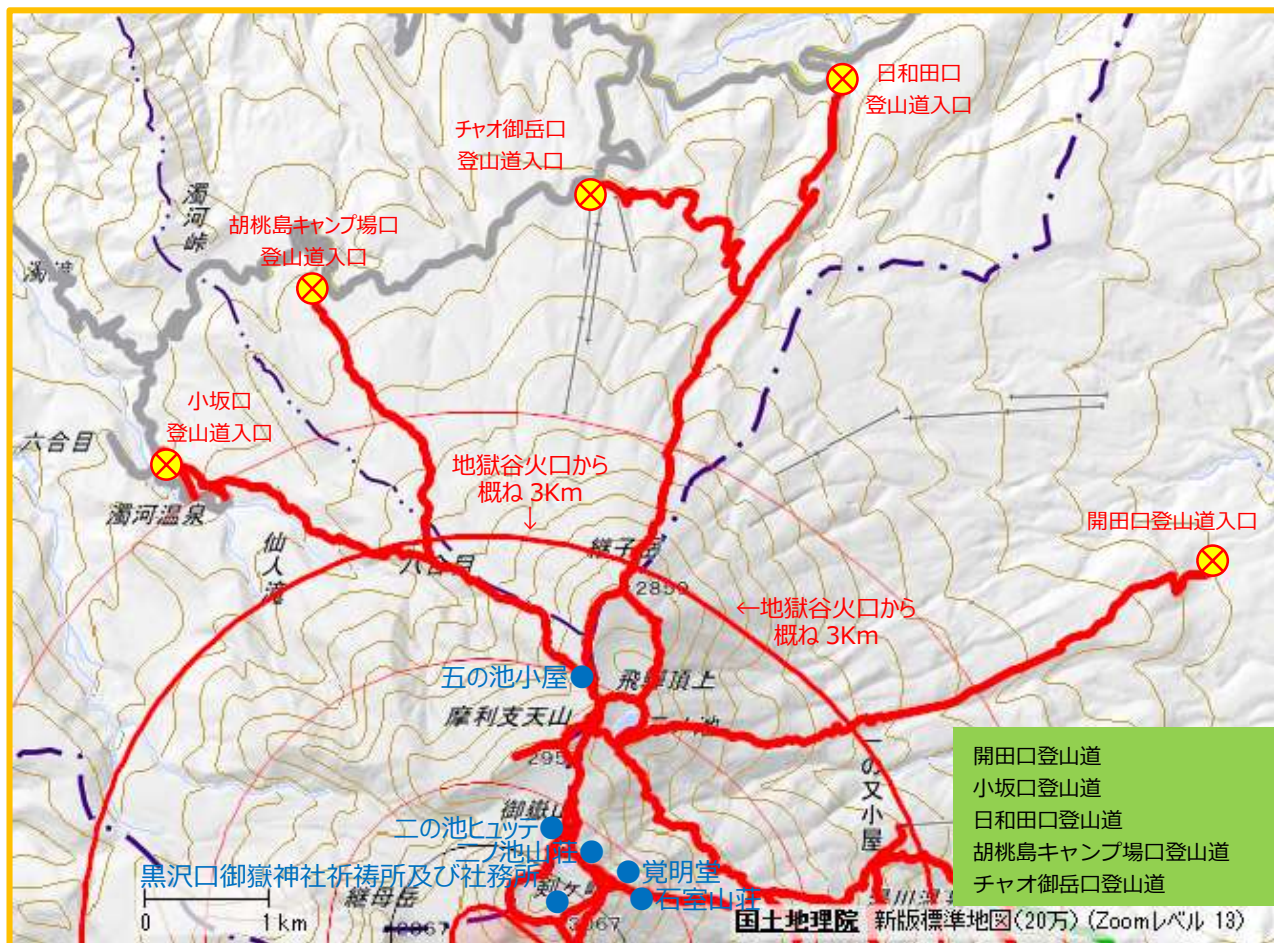 日和田口
登山道入口
チャオ御岳口
登山道入口
濁河峠
胡桃島キャンプ場口
登山道入口
小坂口
登山道入口
六合目
濁河温泉
仙人滝
地獄谷火口から
概ね 3Km
↓
開田口登山道入口
六合目
継子岳
2859
←地獄谷火口から
概ね 3Km
五の池小屋
飛騨頂上
摩利支天山
295
一の又小屋
開田口登山道
小坂口登山道
日和田口登山道
胡桃島キャンプ場口登山道
チャオ御岳口登山道
御嶽山
二の池ヒュッテ
二ノ池山荘
覚明堂
黒沢口御嶽神社祈祷所及び社務所
剣ヶ峰
石室山荘
継母岳
2867
3067
0 1 km
国土地理院 新版標準地図(20万) (Zoomレベル 13)